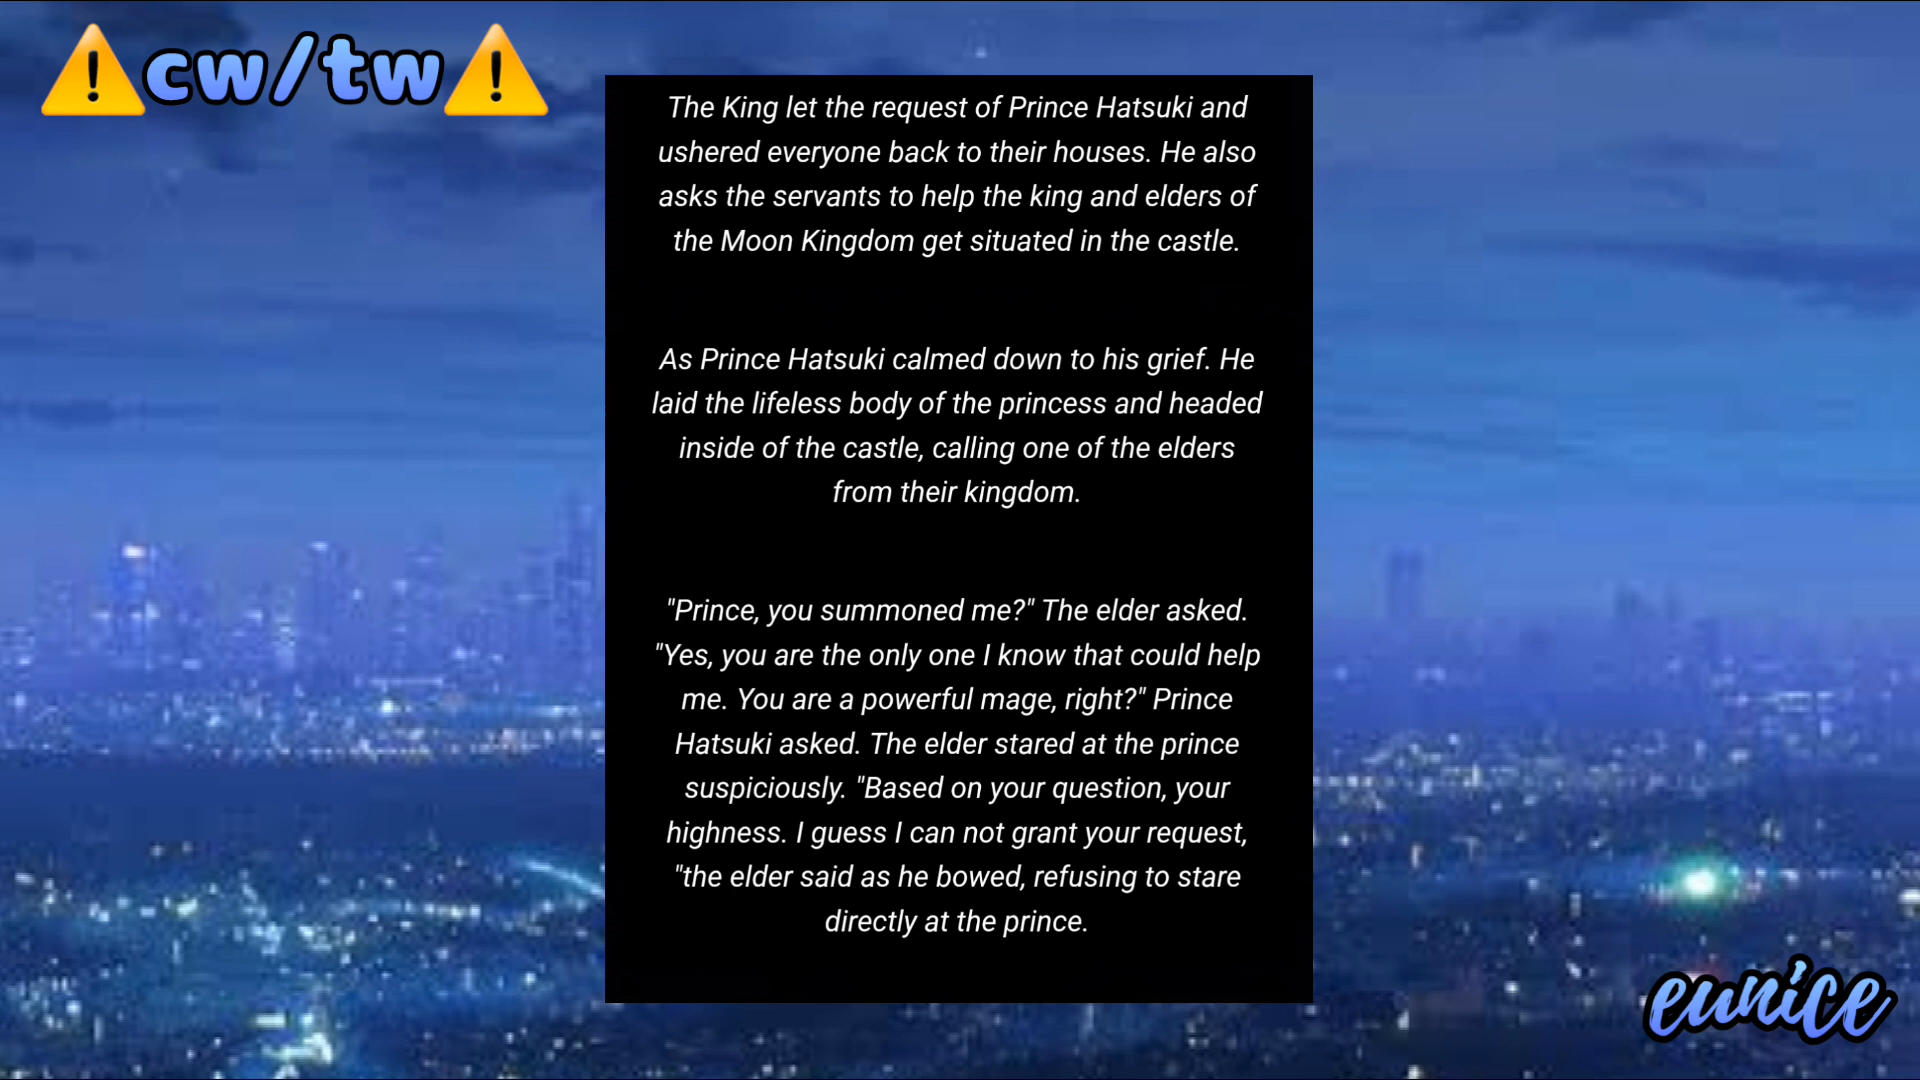 ⚠️cw/tw⚠️
The King let the request of Prince Hatsuki and
ushered everyone back to their houses. He also
asks the servants to help the king and elders of
the Moon Kingdom get situated in the castle.
As Prince Hatsuki calmed down to his grief. He
laid the lifeless body of the princess and headed
inside of the castle, calling one of the elders
from their kingdom.
"Prince, you summoned me?" The elder asked.
"Yes, you are the only one I know that could help
me. You are a powerful mage, right?" Prince
Hatsuki asked. The elder stared at the prince
suspiciously. "Based on your question, your
highness. I guess I can not grant your request,
"the elder said as he bowed, refusing to stare
directly at the prince.
eunice